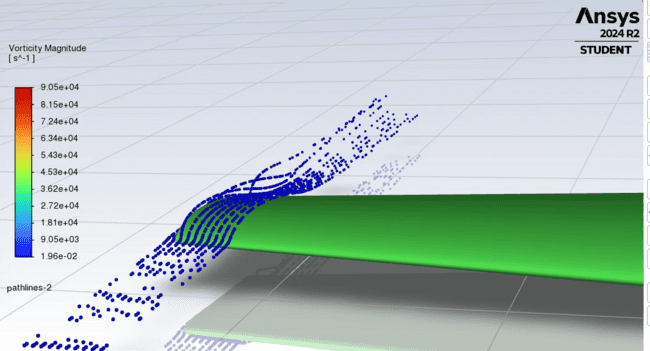 Ansys
2024 R2
STUDENT
Vorticity Magnitude
[ s^-1 ]
9.05e+04
8.15e+04
7.24e+04
6.34e+04
5.43e+04
4.53e+04
3.62e+04
2.72e+04
1.81e+04
9.05e+03
1.96e-02
pathlines-2